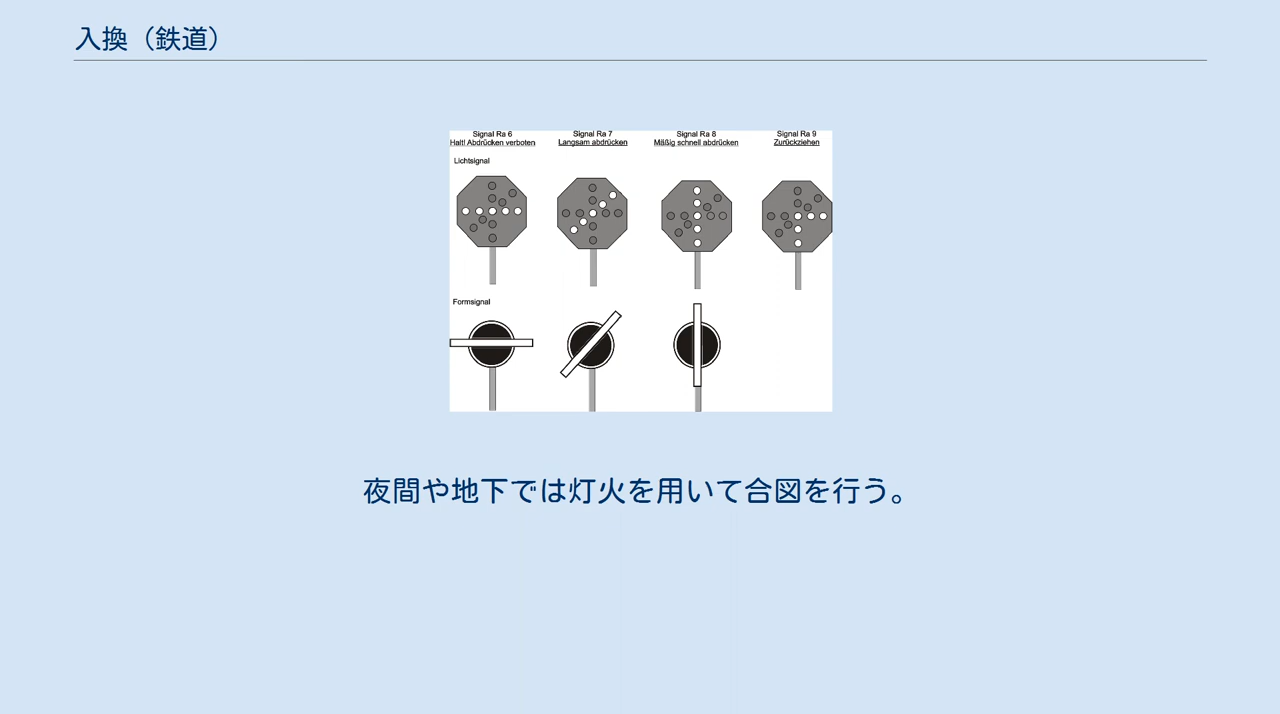 入換（鉄道）
Signal Ra 6
Halt! Abdrücken verboten
Signal Ra 7
Langsam abdrücken
Signal Ra 8
Mäßig schnell abdrücken
Signal Ra 9
Zurückziehen
Lichtsignal
Formsignal
夜間や地下では灯火を用いて合図を行う。